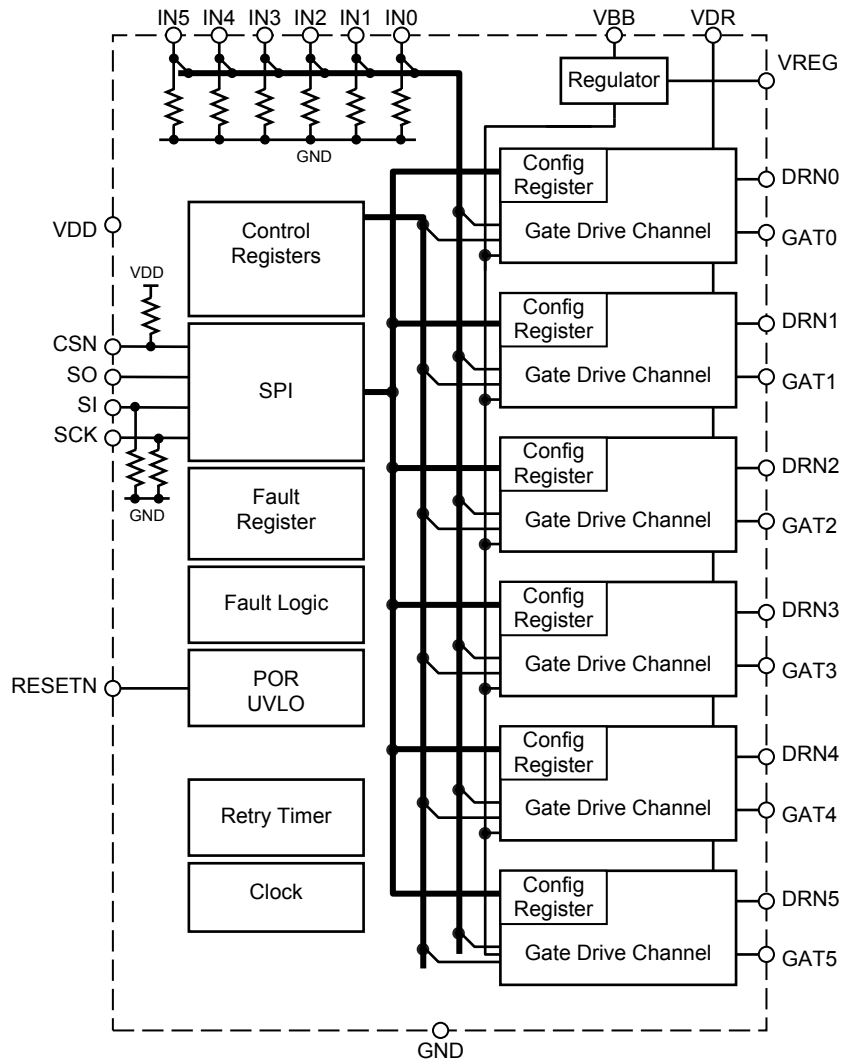 IN5 IN4 IN3 IN2 IN1 IN0
VBB
VDR
VREG
Regulator
GND
Config
Register
Gate Drive Channel
DRN0
GAT0
VDD
Control
Registers
VDD
CSN
SO
SI
SCK
GND
SPI
Config
Register
Gate Drive Channel
DRN1
GAT1
Fault
Register
Config
Register
Gate Drive Channel
DRN2
GAT2
Fault Logic
Config
Register
Gate Drive Channel
DRN3
GAT3
RESETN
POR
UVLO
Retry Timer
Config
Register
Gate Drive Channel
DRN4
GAT4
Clock
Config
Register
Gate Drive Channel
DRN5
GAT5
GND